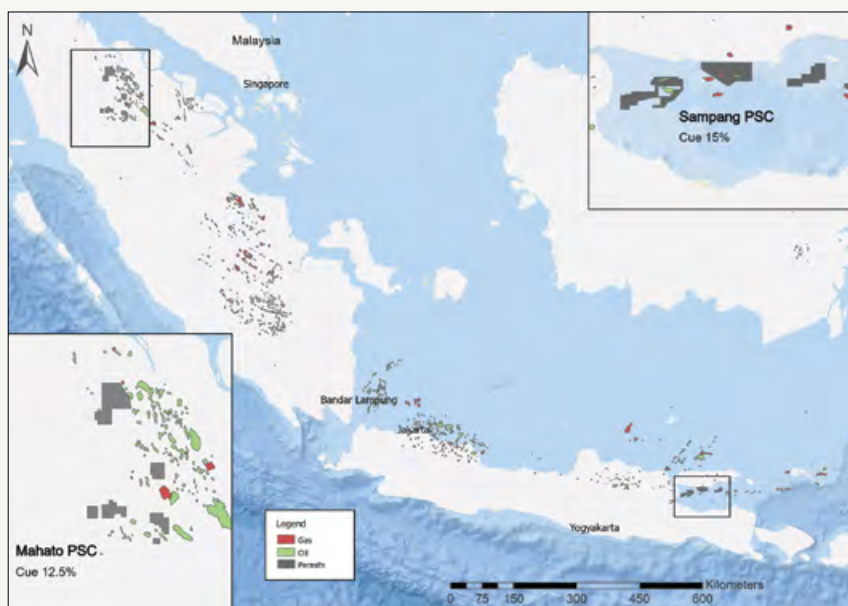 N
Malaysia
Singapore
Sampang PSC
Cue 15%
Bandar Lampung
Jakarta
Yogyakarta
Mahato PSC
Cue 12.5%
Legend
Gas
Oil
Permits
Kilometers
0 75 150 300 450 600